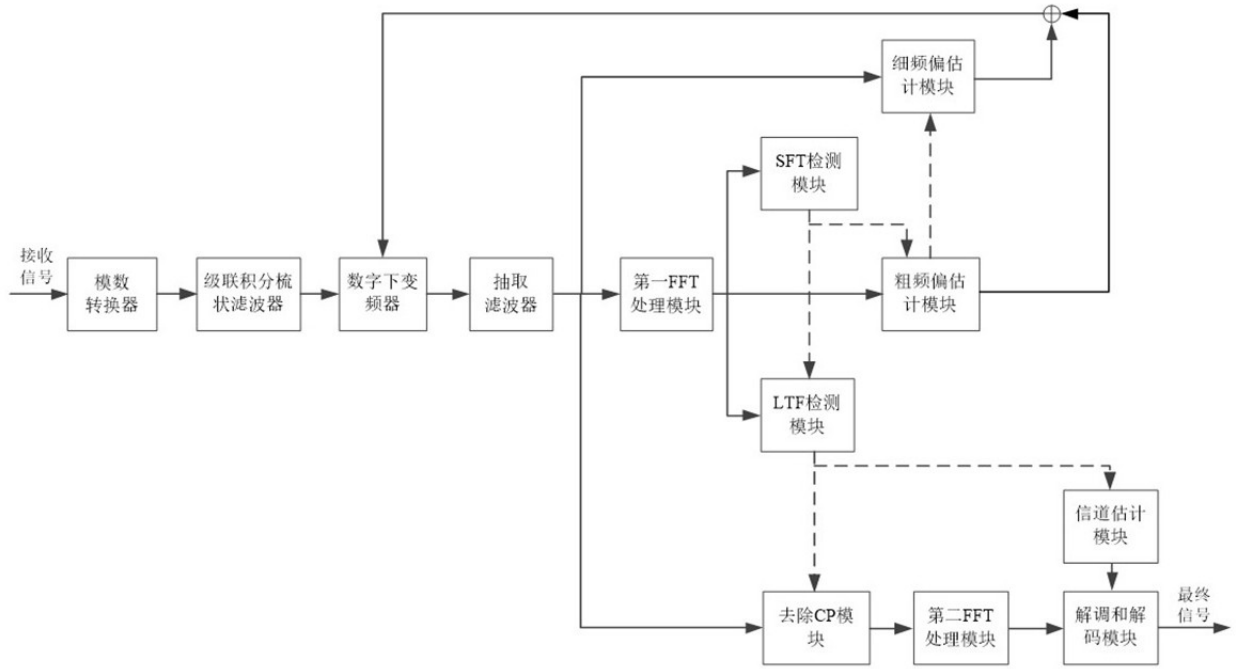 细频偏估
计模块
SFT检测
模块
接收
信号
模数
转换器
级联积分梳
状滤波器
数字下变
频器
抽取
滤波器
第一FFT
处理模块
粗频偏估
计模块
LTF检测
模块
信道估计
模块
去除CP模
块
第二FFT
处理模块
解调和解
码模块
最终
信号